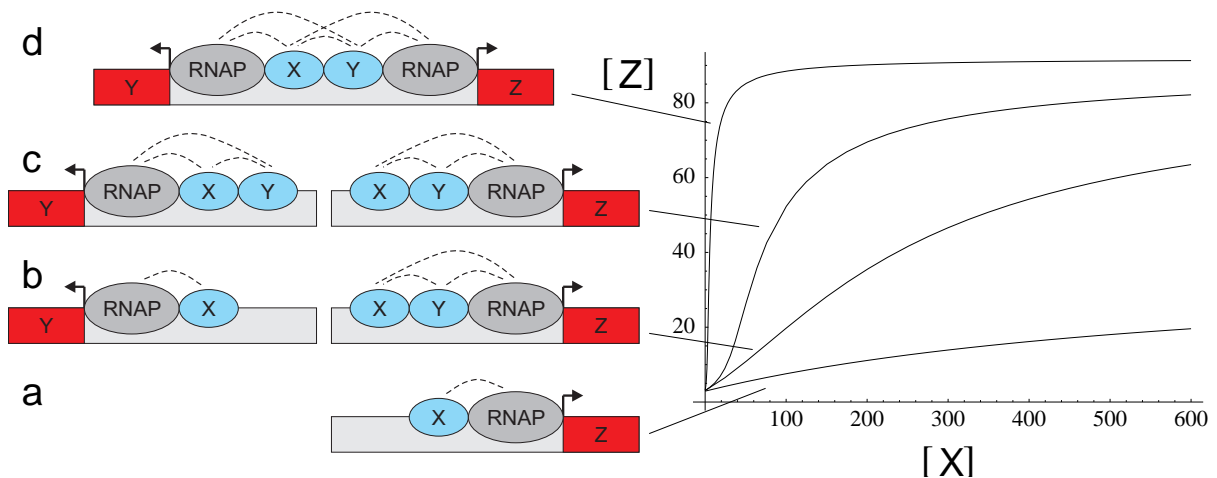 d
Y RNAP X Y RNAP Z
c
Y RNAP X Y X Y RNAP Z
b
Y RNAP X X Y RNAP Z
a
X RNAP Z
[Z]
80
60
40
20
100 200 300 400 500 600
[X]